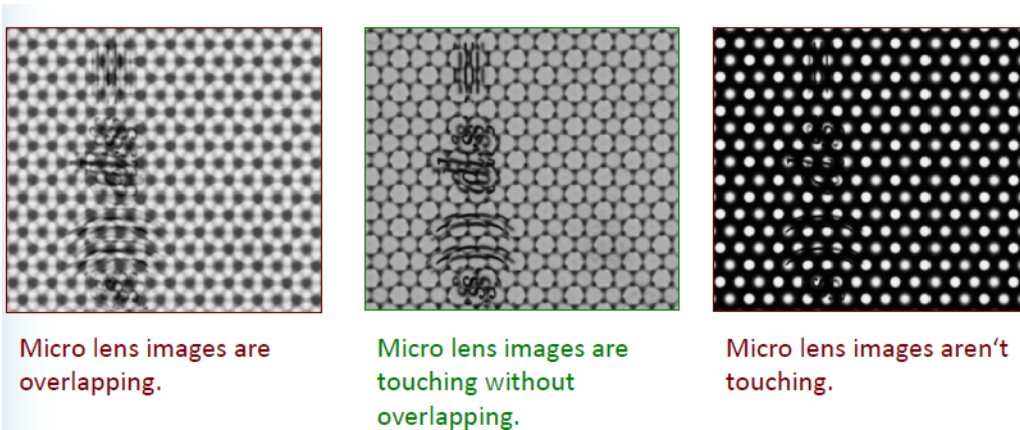 Micro lens images are
overlapping.
Micro lens images are
touching without
overlapping.
Micro lens images aren't
touching.